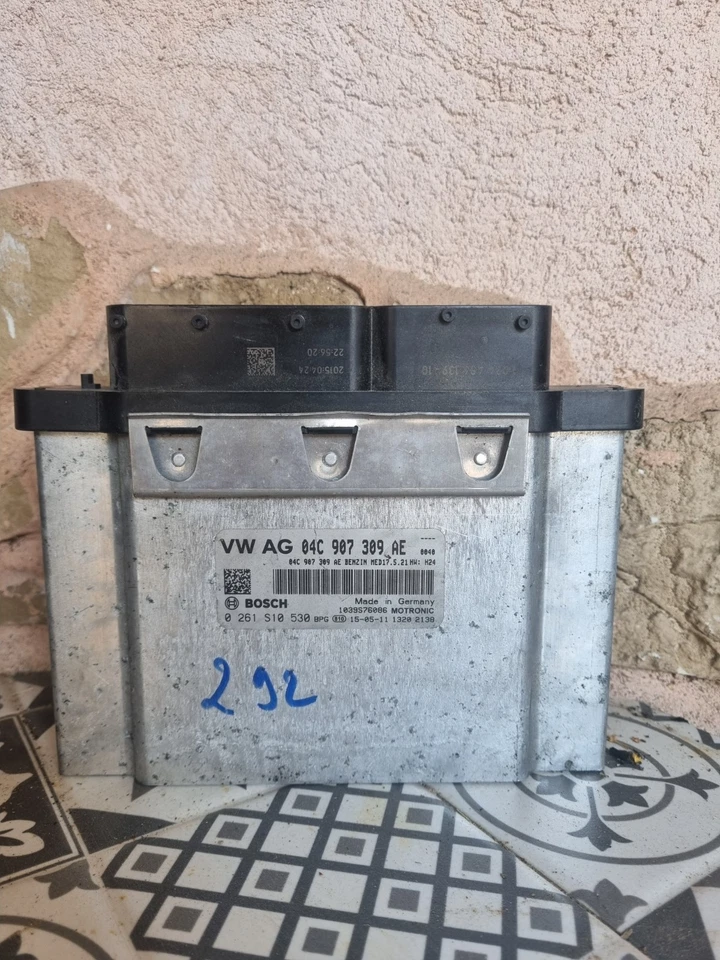 22:56:20
2015-04-24
VW AG 04C 907 309 AE
----
0040
04C 907 309 AE BENZIN MED17.5.21 HW: H24
BOSCH
Made in Germany
1039S76086 MOTRONIC
0 261 S10 530 BPG 15-05-11 1320 2139
292